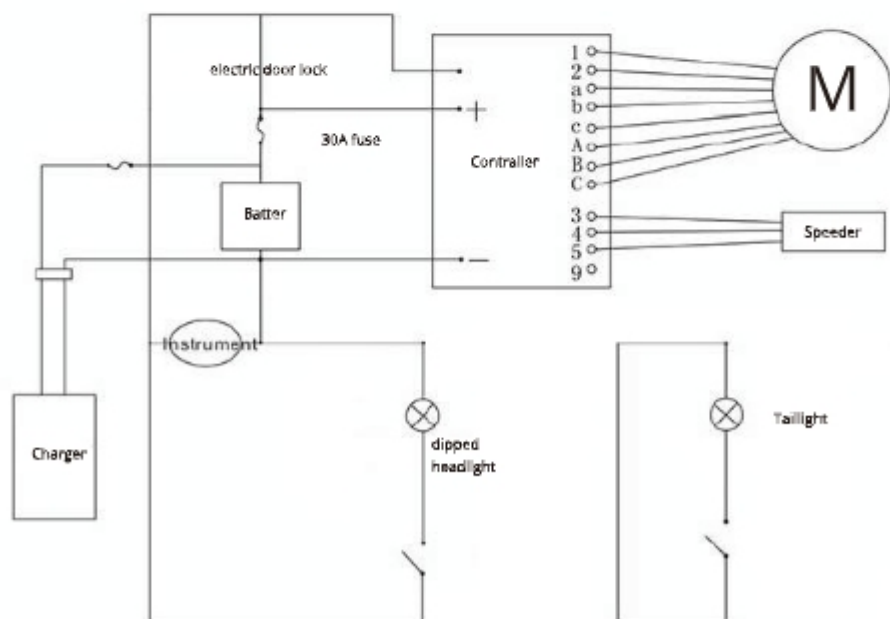 electric door lock
30A fuse
+
Contraller
—
1
2
a
b
c
A
B
C
3
4
5
9
M
Speeder
Batter
Instrument
Charger
dipped
headlight
Taillight